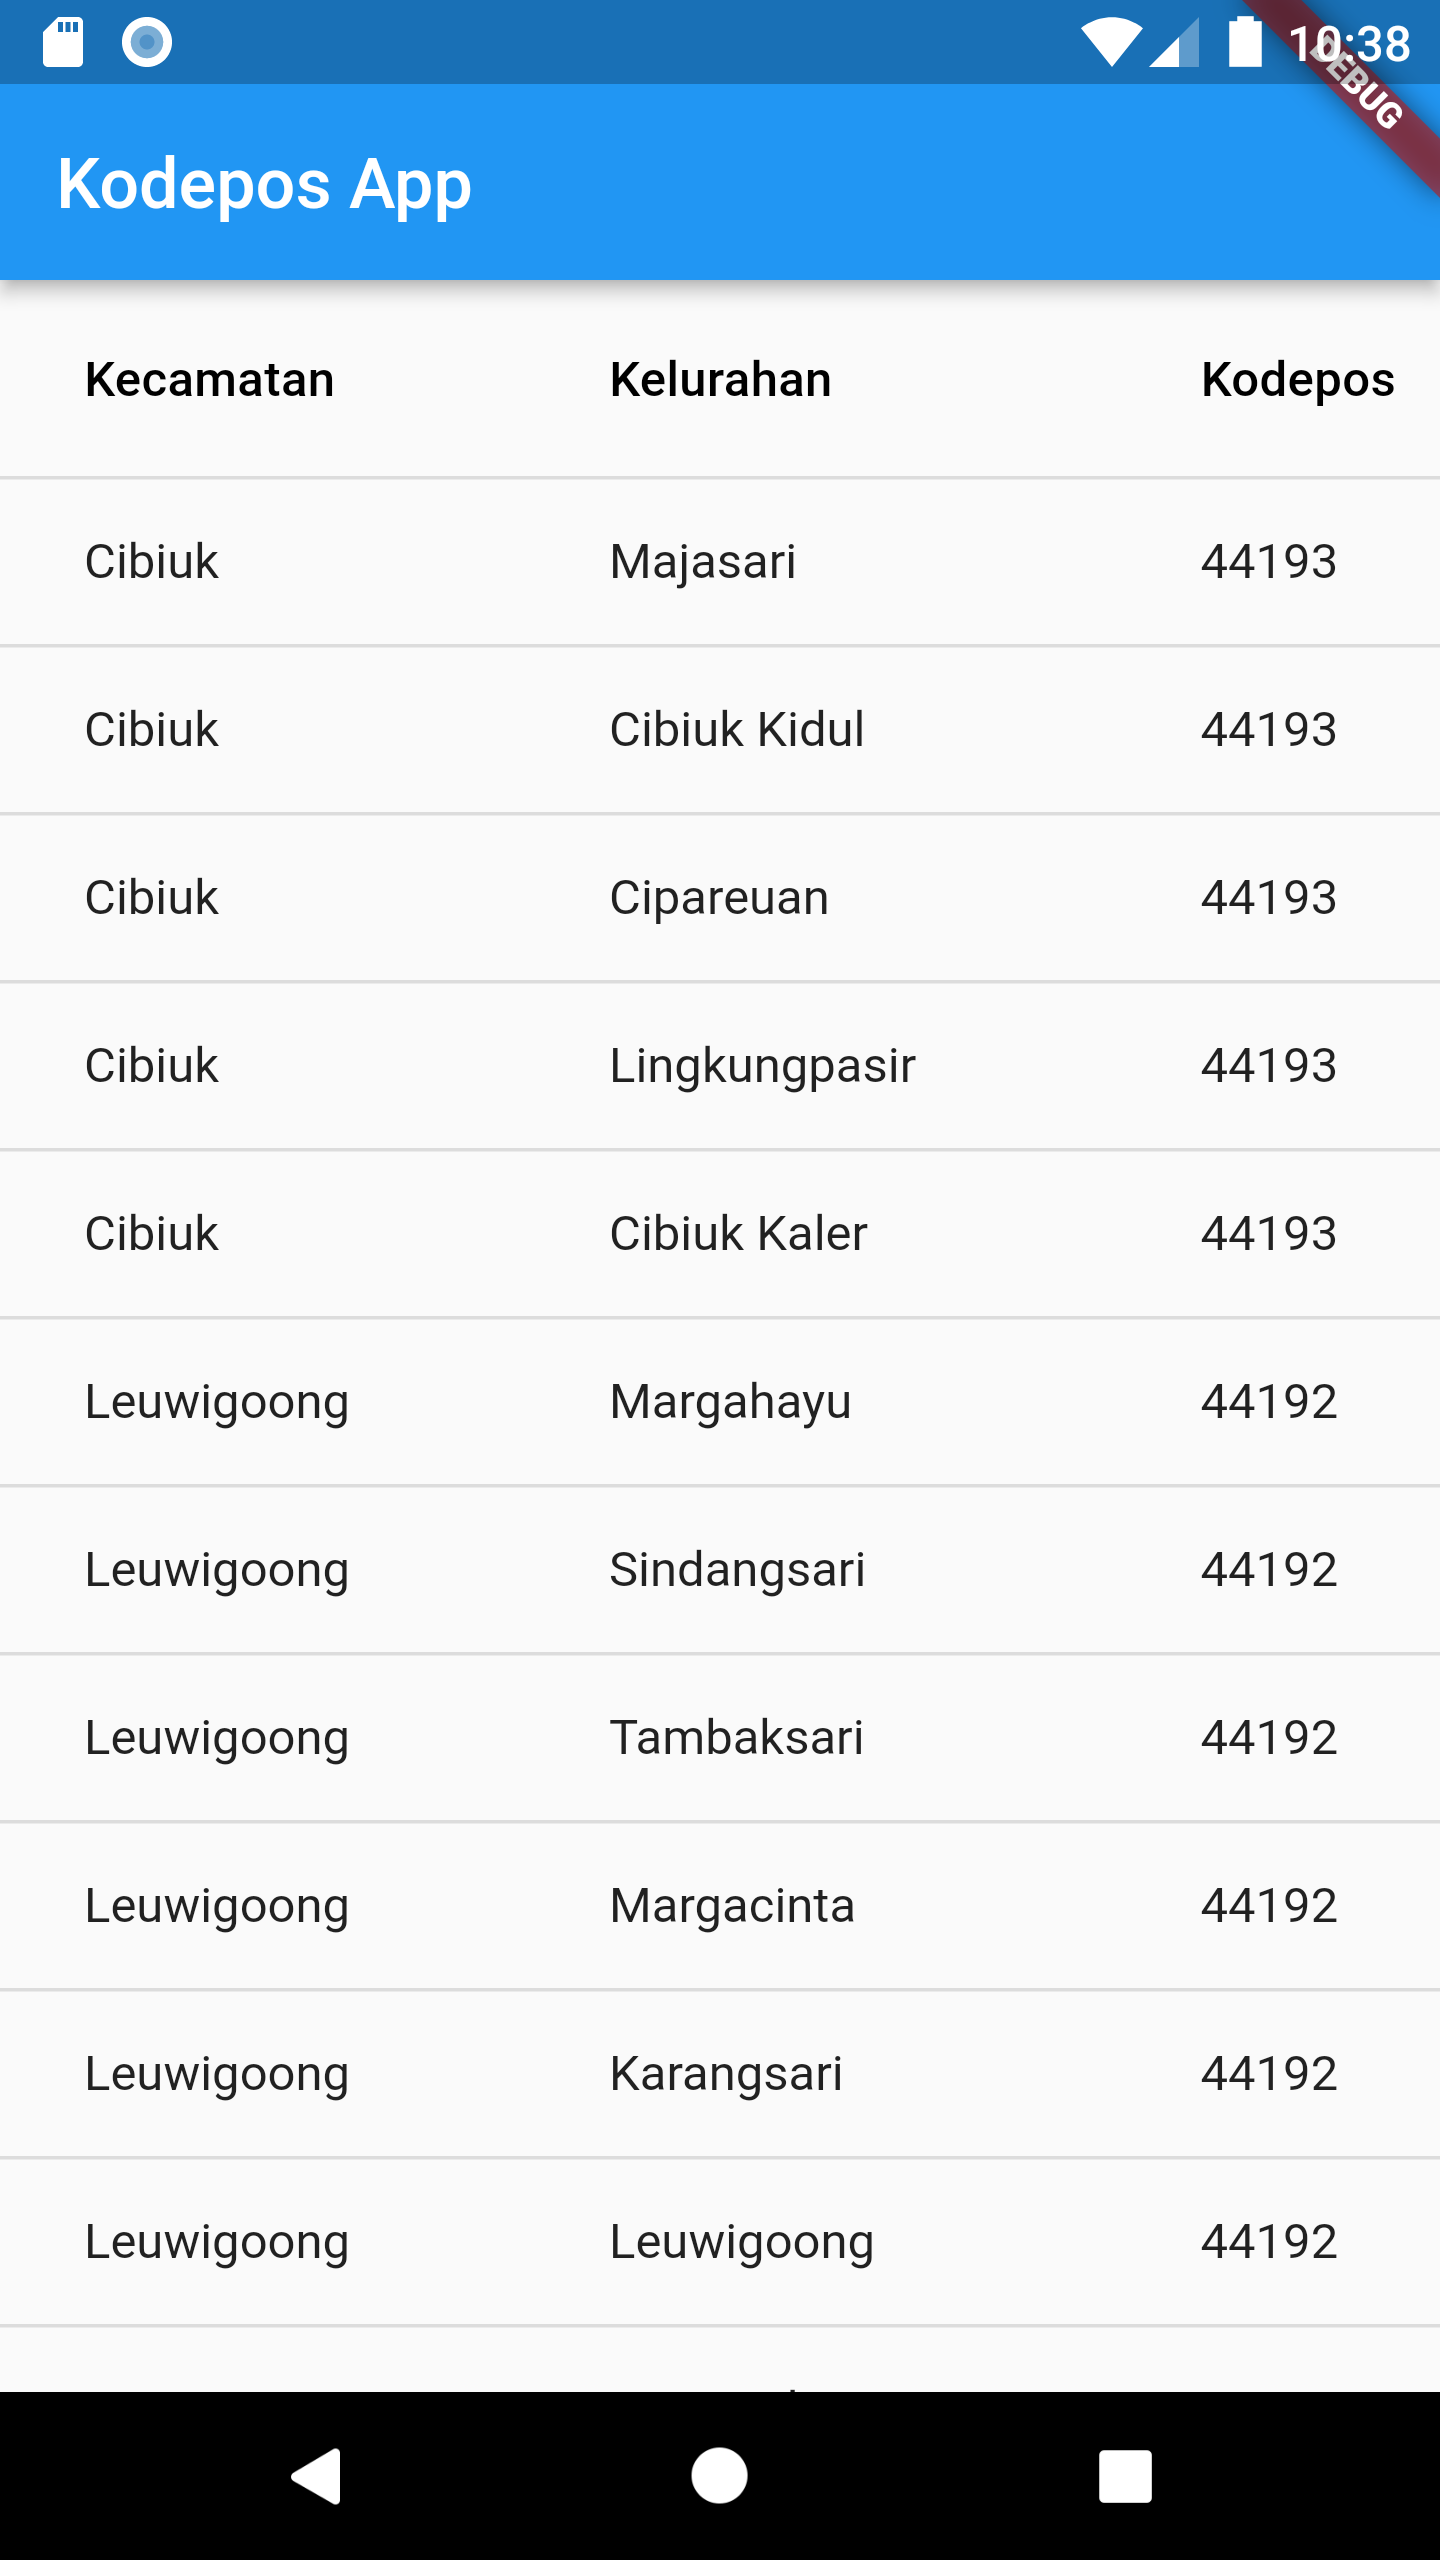 10:38
DEBUG
Kodepos App
Kecamatan Kelurahan Kodepos
Cibiuk Majasari 44193
Cibiuk Cibiuk Kidul 44193
Cibiuk Cipareuan 44193
Cibiuk Lingkungpasir 44193
Cibiuk Cibiuk Kaler 44193
Leuwigoong Margahayu 44192
Leuwigoong Sindangsari 44192
Leuwigoong Tambaksari 44192
Leuwigoong Margacinta 44192
Leuwigoong Karangsari 44192
Leuwigoong Leuwigoong 44192